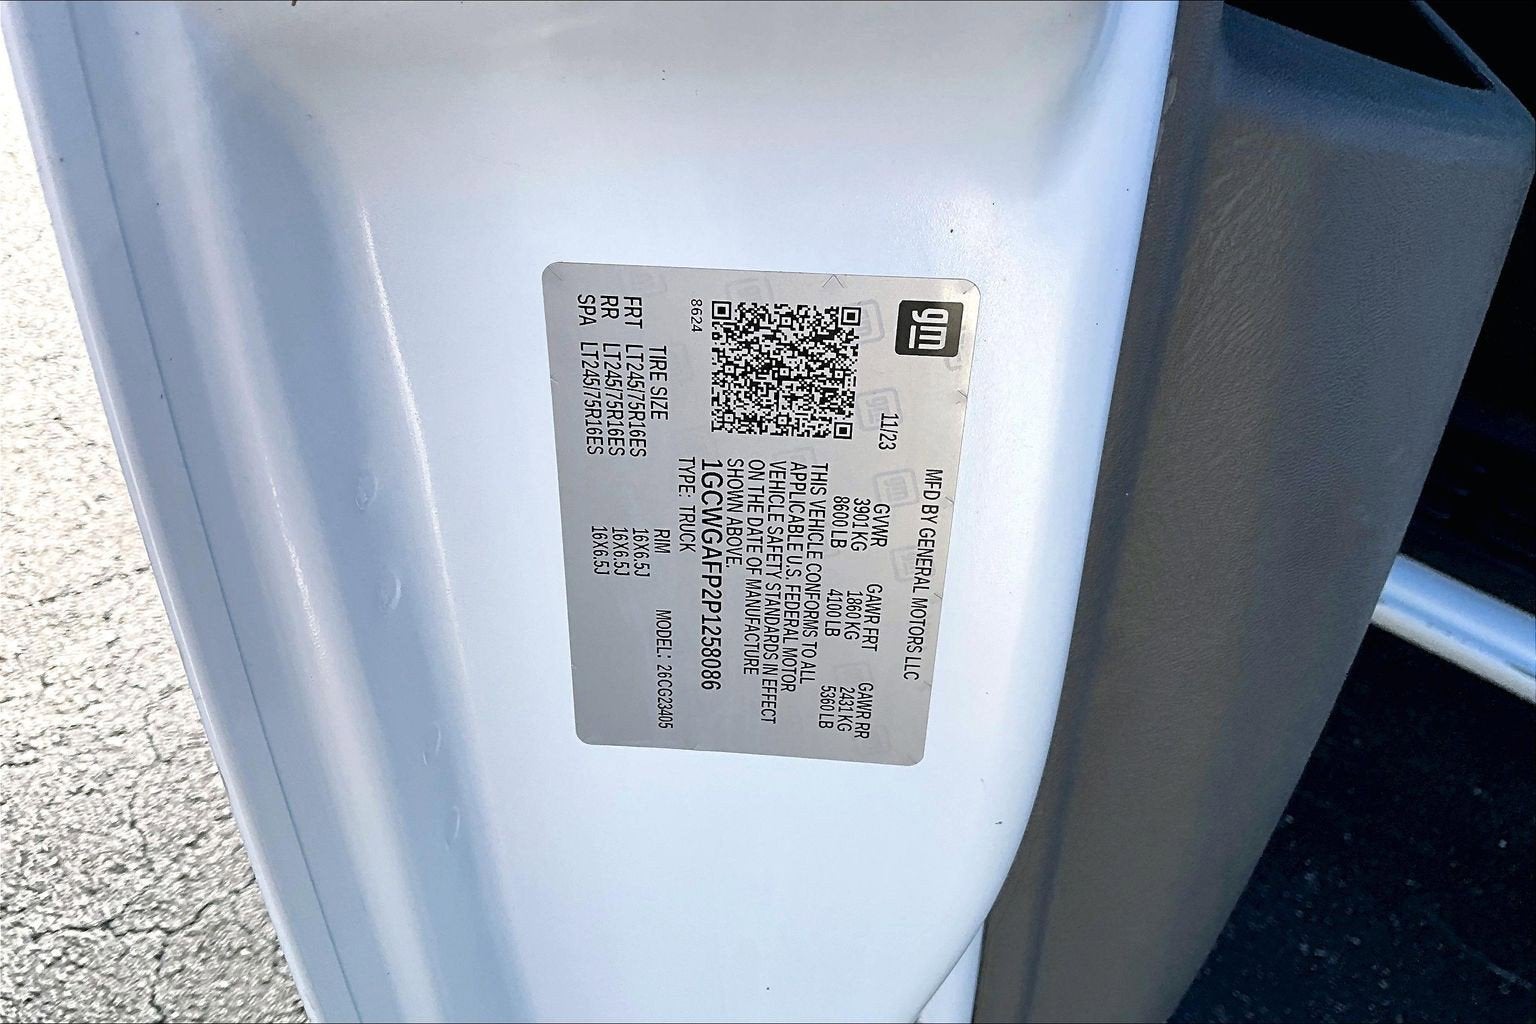 gm
MFD BY GENERAL MOTORS LLC
11/23
GVWR GAWR FRT GAWR RR
3901 KG 1860 KG 2431 KG
8600 LB 4100 LB 5360 LB
THIS VEHICLE CONFORMS TO ALL
APPLICABLE U.S. FEDERAL MOTOR
VEHICLE SAFETY STANDARDS IN EFFECT
ON THE DATE OF MANUFACTURE
SHOWN ABOVE.
1GCWGAFP2P1258086
8624
TYPE: TRUCK
MODEL: 26CG23405
TIRE SIZE RIM
FRT LT245/75R16ES 16X6.5J
RR LT245/75R16ES 16X6.5J
SPA LT245/75R16ES 16X6.5J